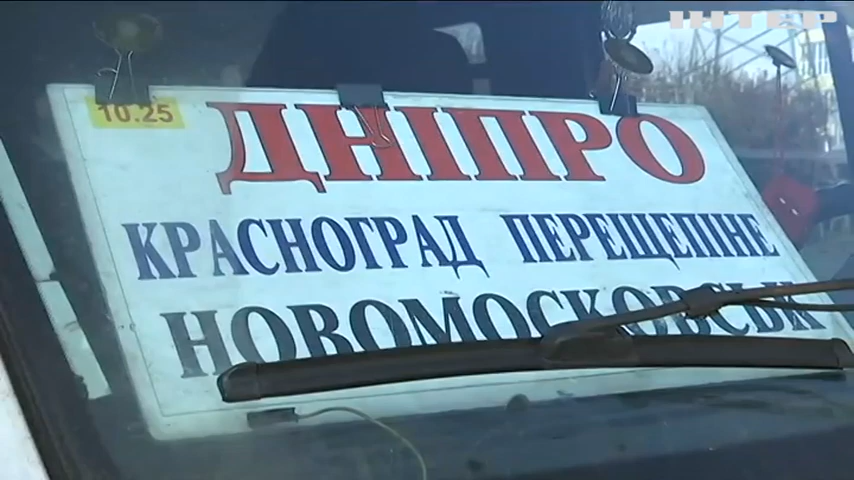 ІНТЕР
10.25
ДНІПРО
КРАСНОГРАД ПЕРЕЩЕПІНЕ
НОВОМОСКОВСЬК